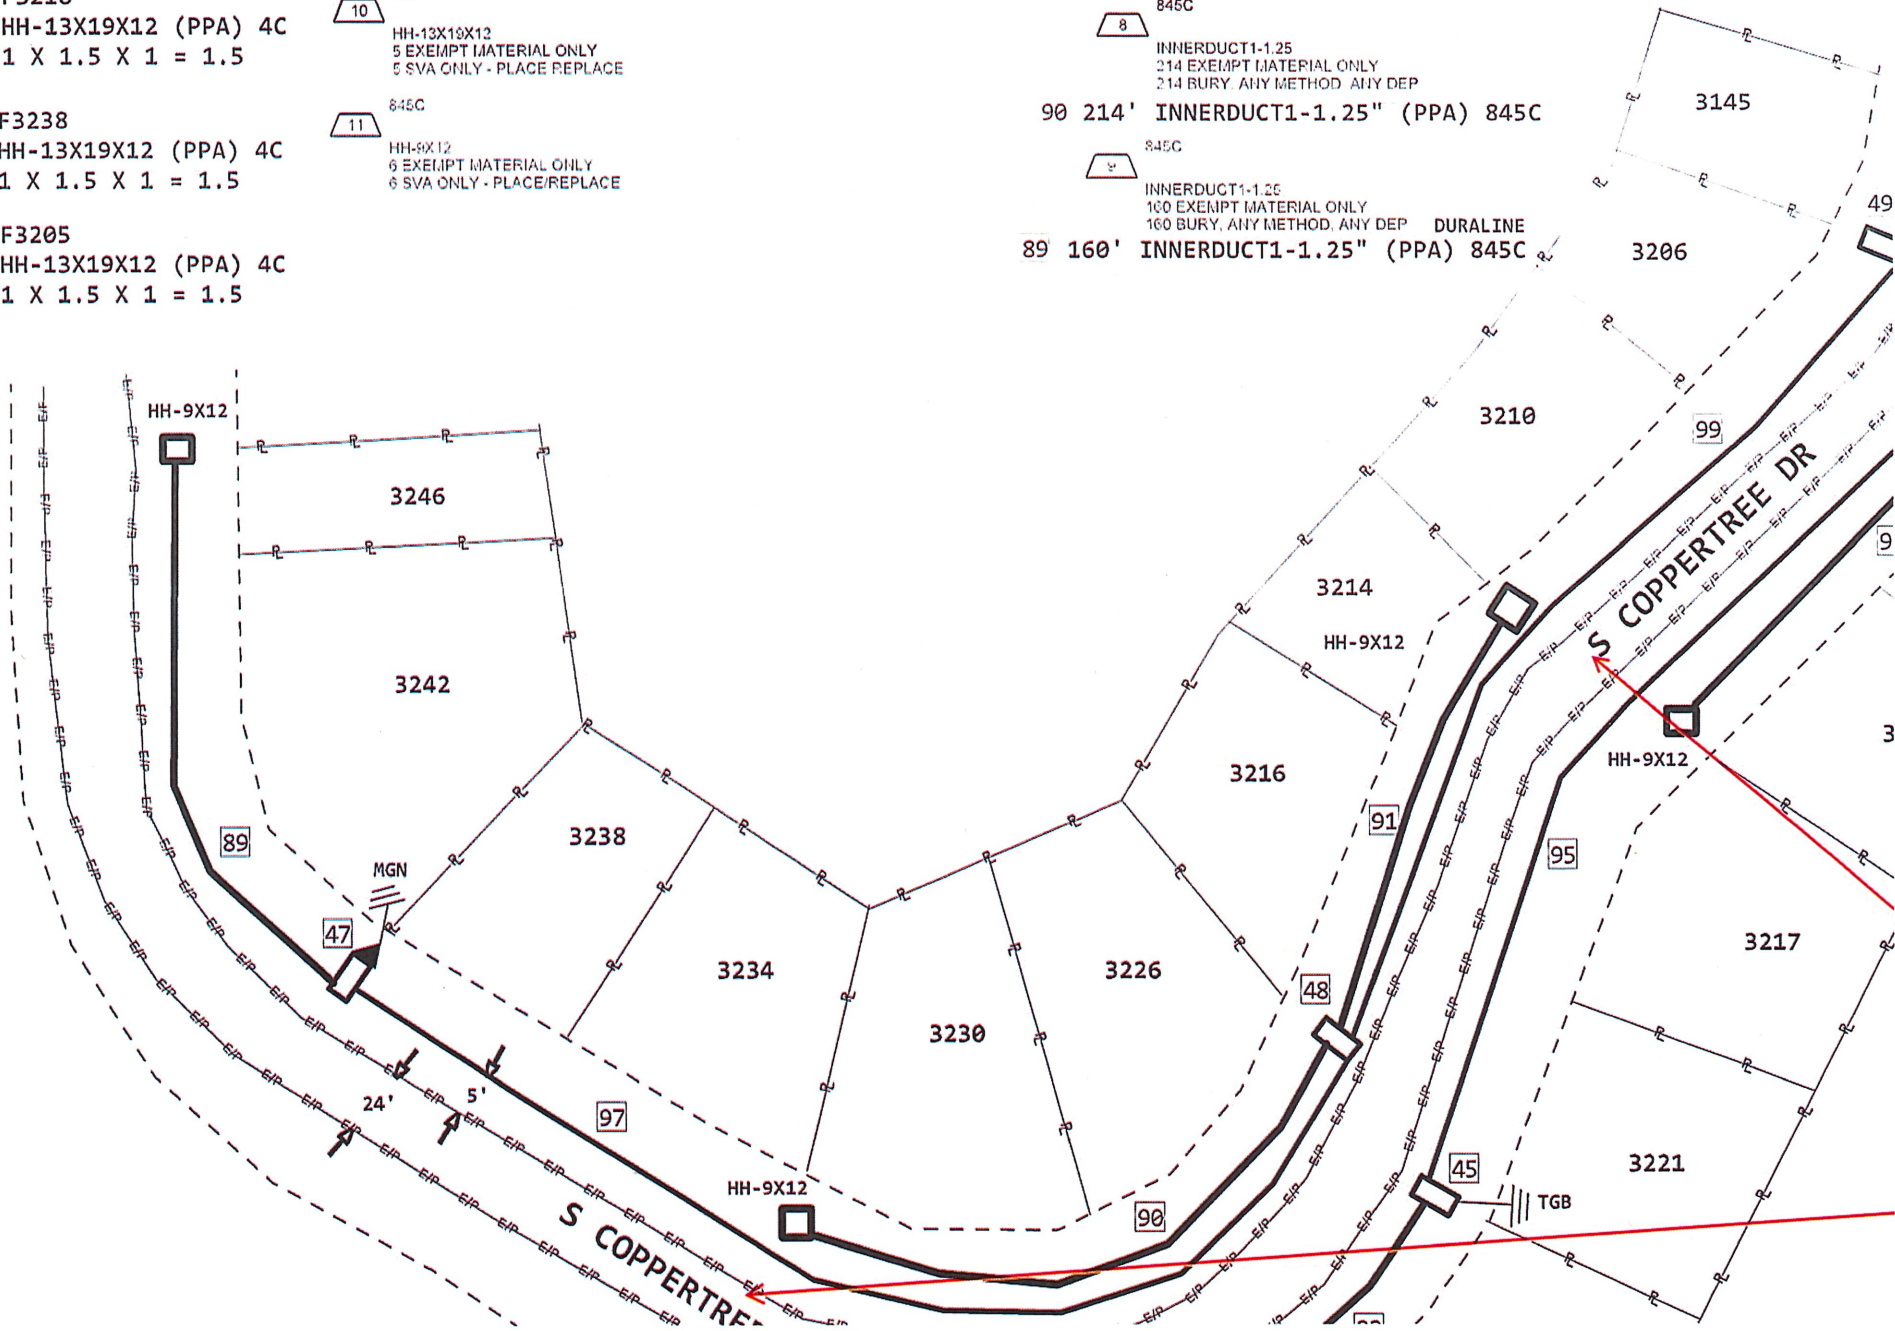 HH-13X19X12 (PPA) 4C
1 X 1.5 X 1 = 1.5
F3238
HH-13X19X12 (PPA) 4C
1 X 1.5 X 1 = 1.5
F3205
HH-13X19X12 (PPA) 4C
1 X 1.5 X 1 = 1.5
10
HH-13X19X12
5 EXEMPT MATERIAL ONLY
5 SVA ONLY - PLACE REPLACE
845C
11
HH-9X12
6 EXEMPT MATERIAL ONLY
6 SVA ONLY - PLACE/REPLACE
845C
8
INNERDUCT1-1.25
214 EXEMPT MATERIAL ONLY
214 BURY, ANY METHOD, ANY DEP
90 214' INNERDUCT1-1.25" (PPA) 845C
845C
9
INNERDUCT1-1.25
160 EXEMPT MATERIAL ONLY
160 BURY, ANY METHOD, ANY DEP DURALINE
89 160' INNERDUCT1-1.25" (PPA) 845C
3145
49
3206
3210
99
HH-9X12
3246
3214
HH-9X12
S COPPERTREE DR
3242
HH-9X12
3216
91
95
3238
89
MGN
47
3234
3226
3217
48
3230
24'
5'
97
45
3221
TGB
HH-9X12
90
S COPPERTREE